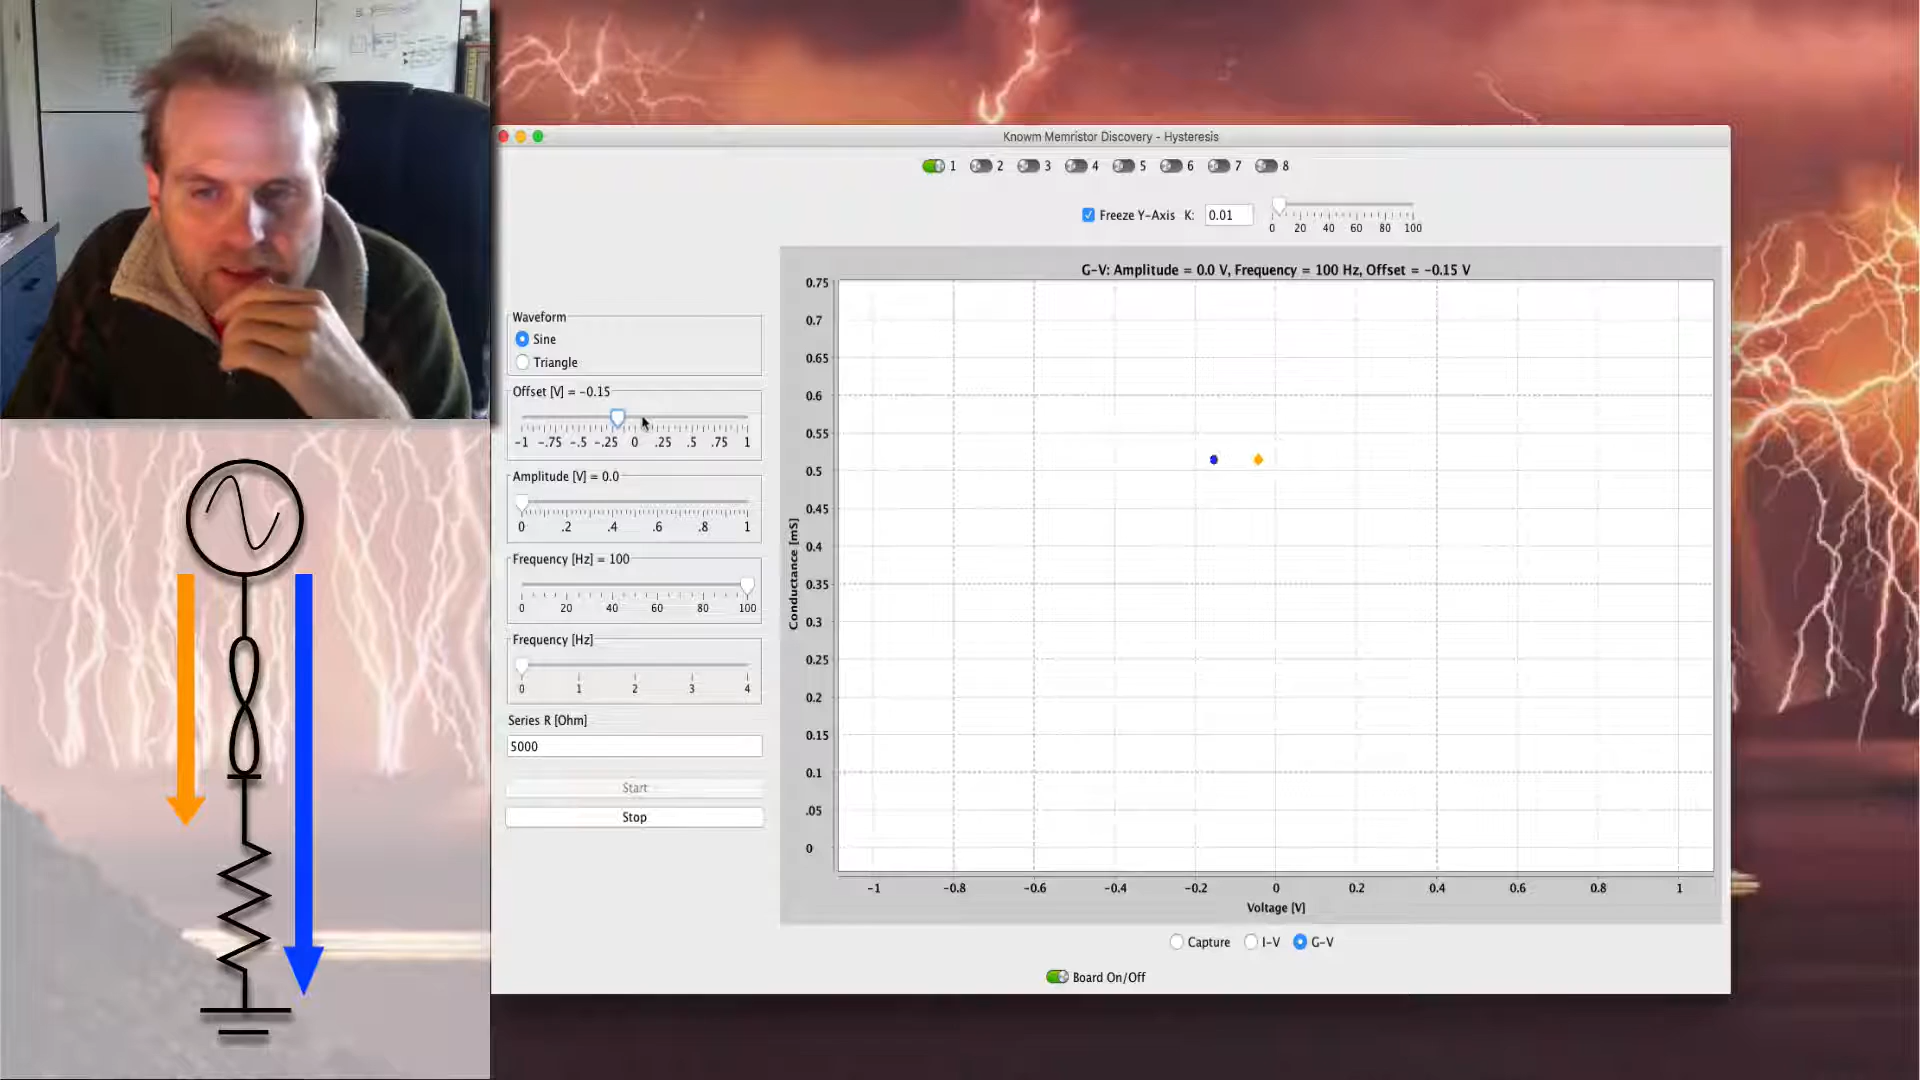 Knowm Memristor Discovery - Hysteresis
1 2 3 4 5 6 7 8
Freeze Y-Axis K: 0.01
0 20 40 60 80 100
Waveform
Sine
Triangle
Offset [V] = -0.15
-1 -.75 -.5 -.25 0 .25 .5 .75 1
Amplitude [V] = 0.0
0 .2 .4 .6 .8 1
Frequency [Hz] = 100
0 20 40 60 80 100
Frequency [Hz]
0 1 2 3 4
Series R [Ohm]
5000
Start
Stop
G-V: Amplitude = 0.0 V, Frequency = 100 Hz, Offset = -0.15 V
0.75
0.7
0.65
0.6
0.55
0.5
0.45
0.4
0.35
0.3
0.25
0.2
0.15
0.1
.05
0
Conductance [mS]
-1 -0.8 -0.6 -0.4 -0.2 0 0.2 0.4 0.6 0.8 1
Voltage [V]
Capture I-V G-V
Board On/Off